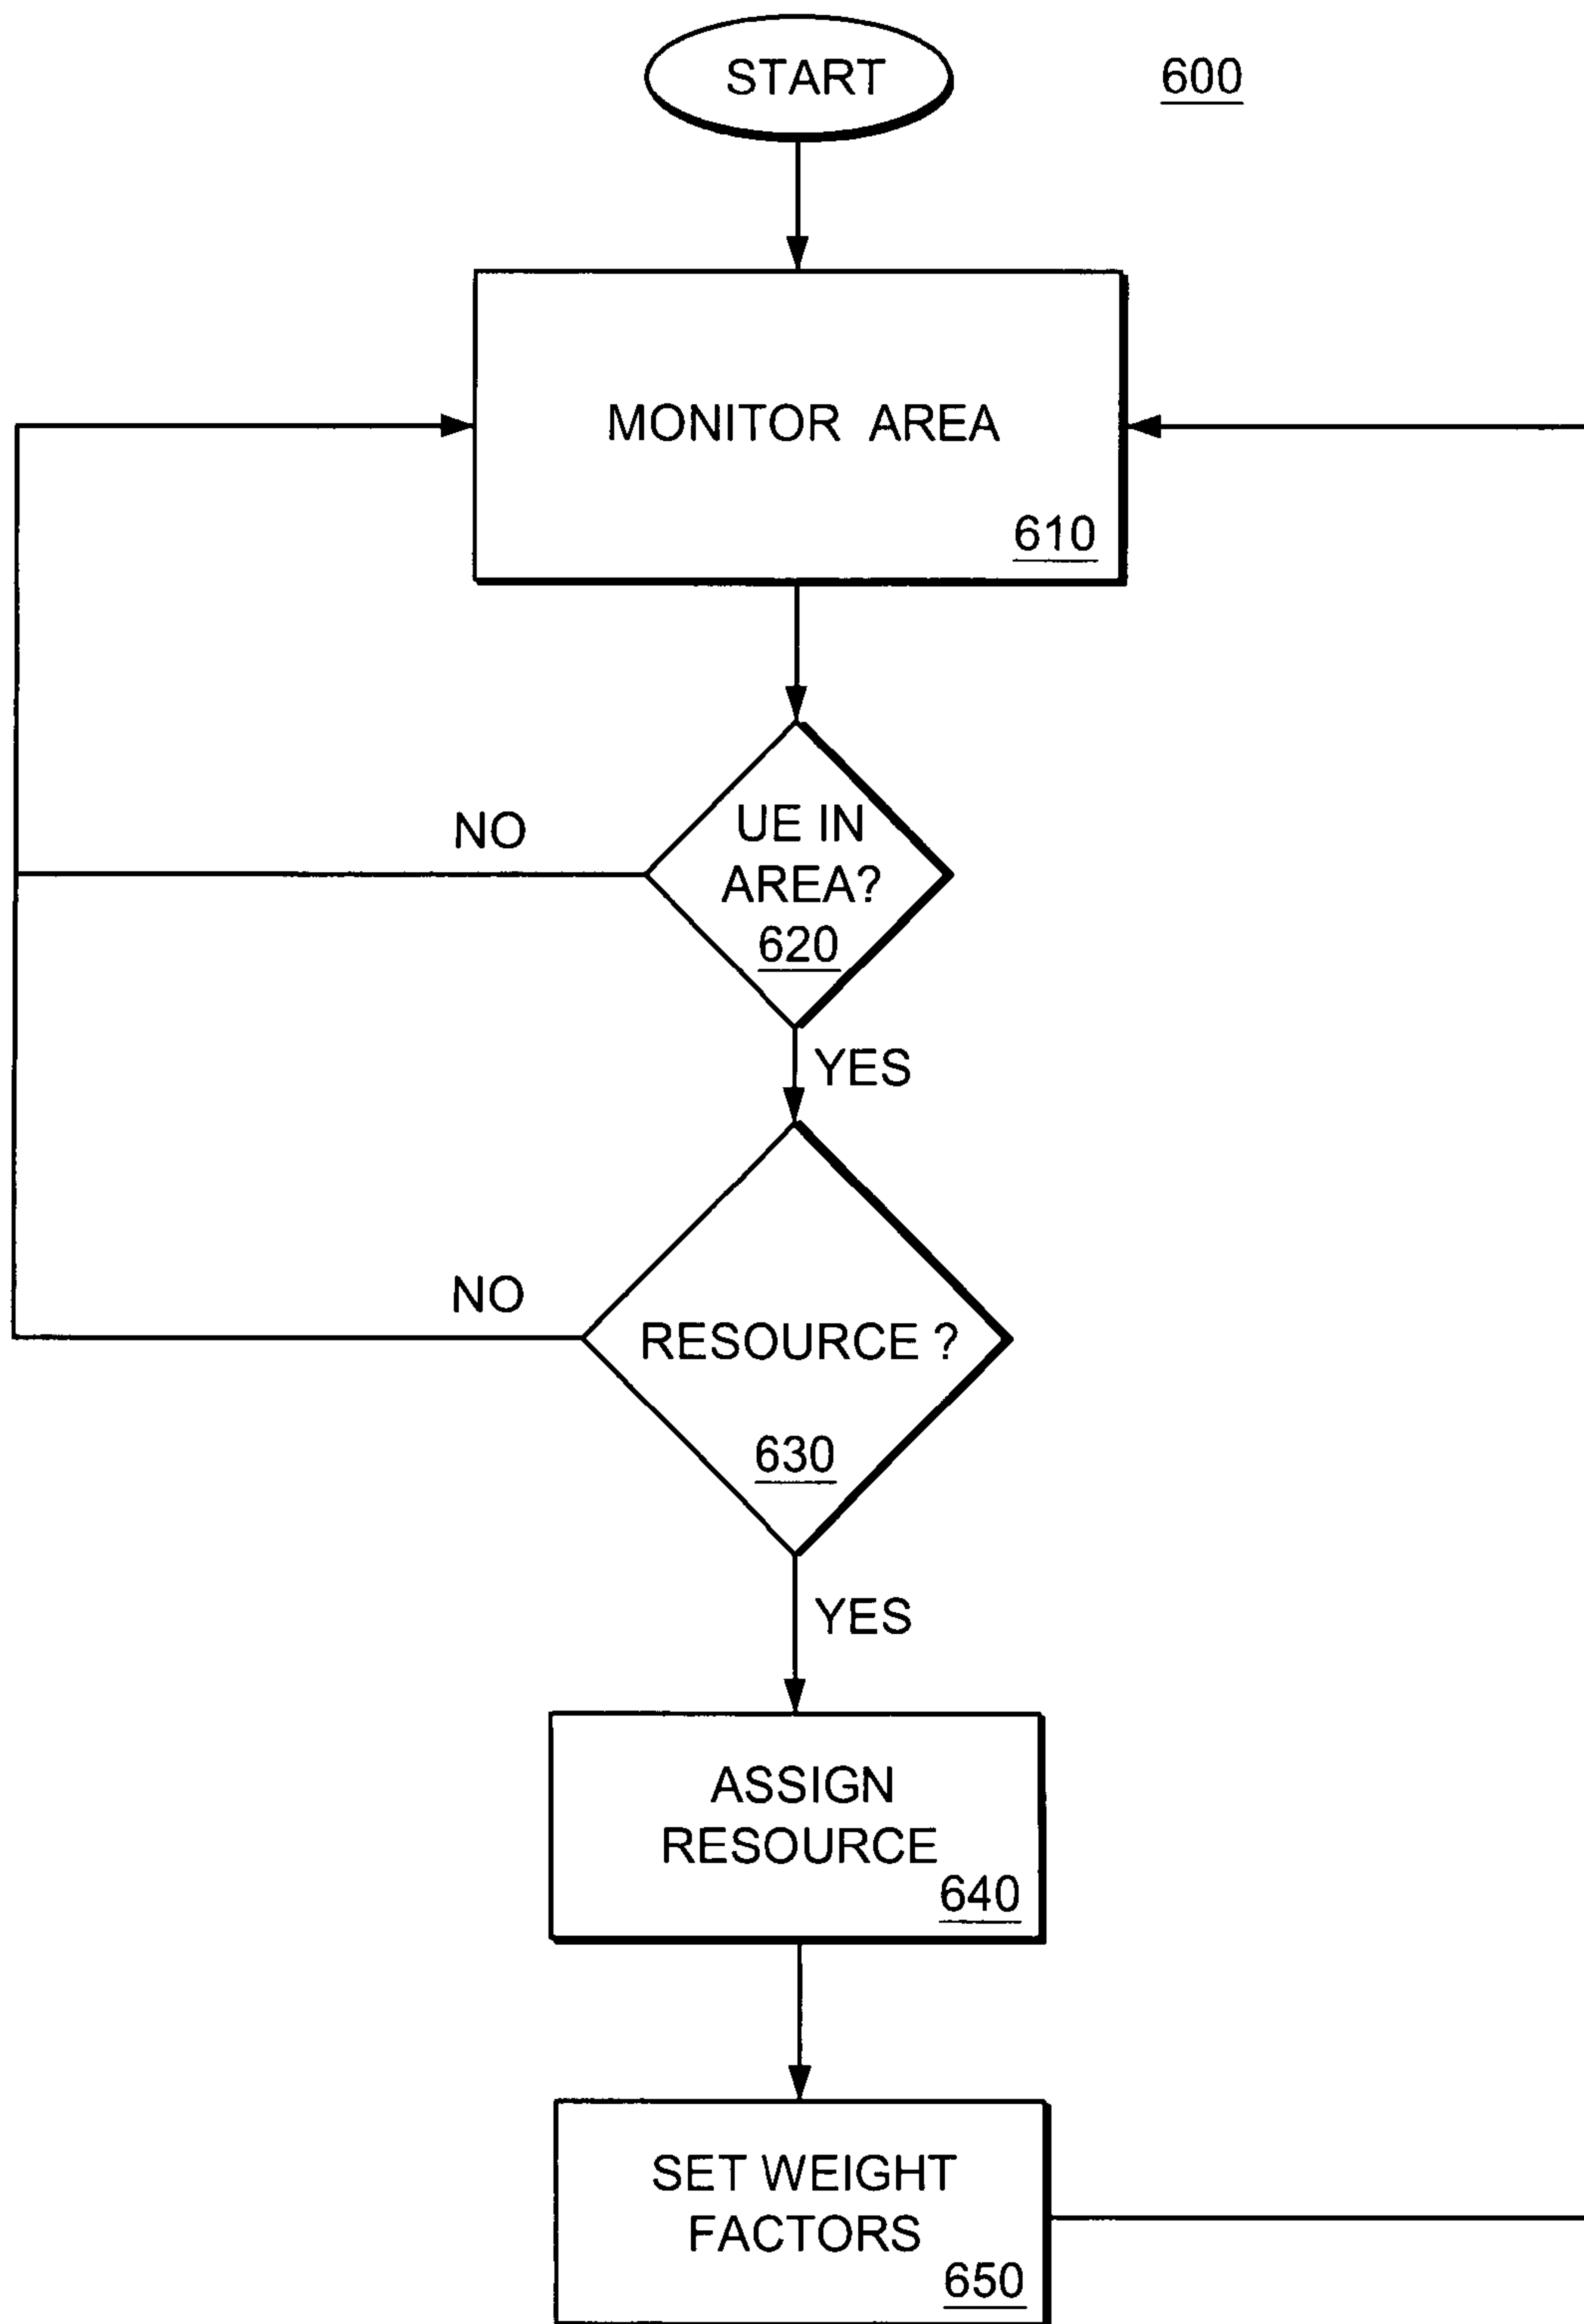 START
600
MONITOR AREA
610
UE IN
AREA?
620
NO
YES
RESOURCE ?
630
NO
YES
ASSIGN
RESOURCE
640
SET WEIGHT
FACTORS
650